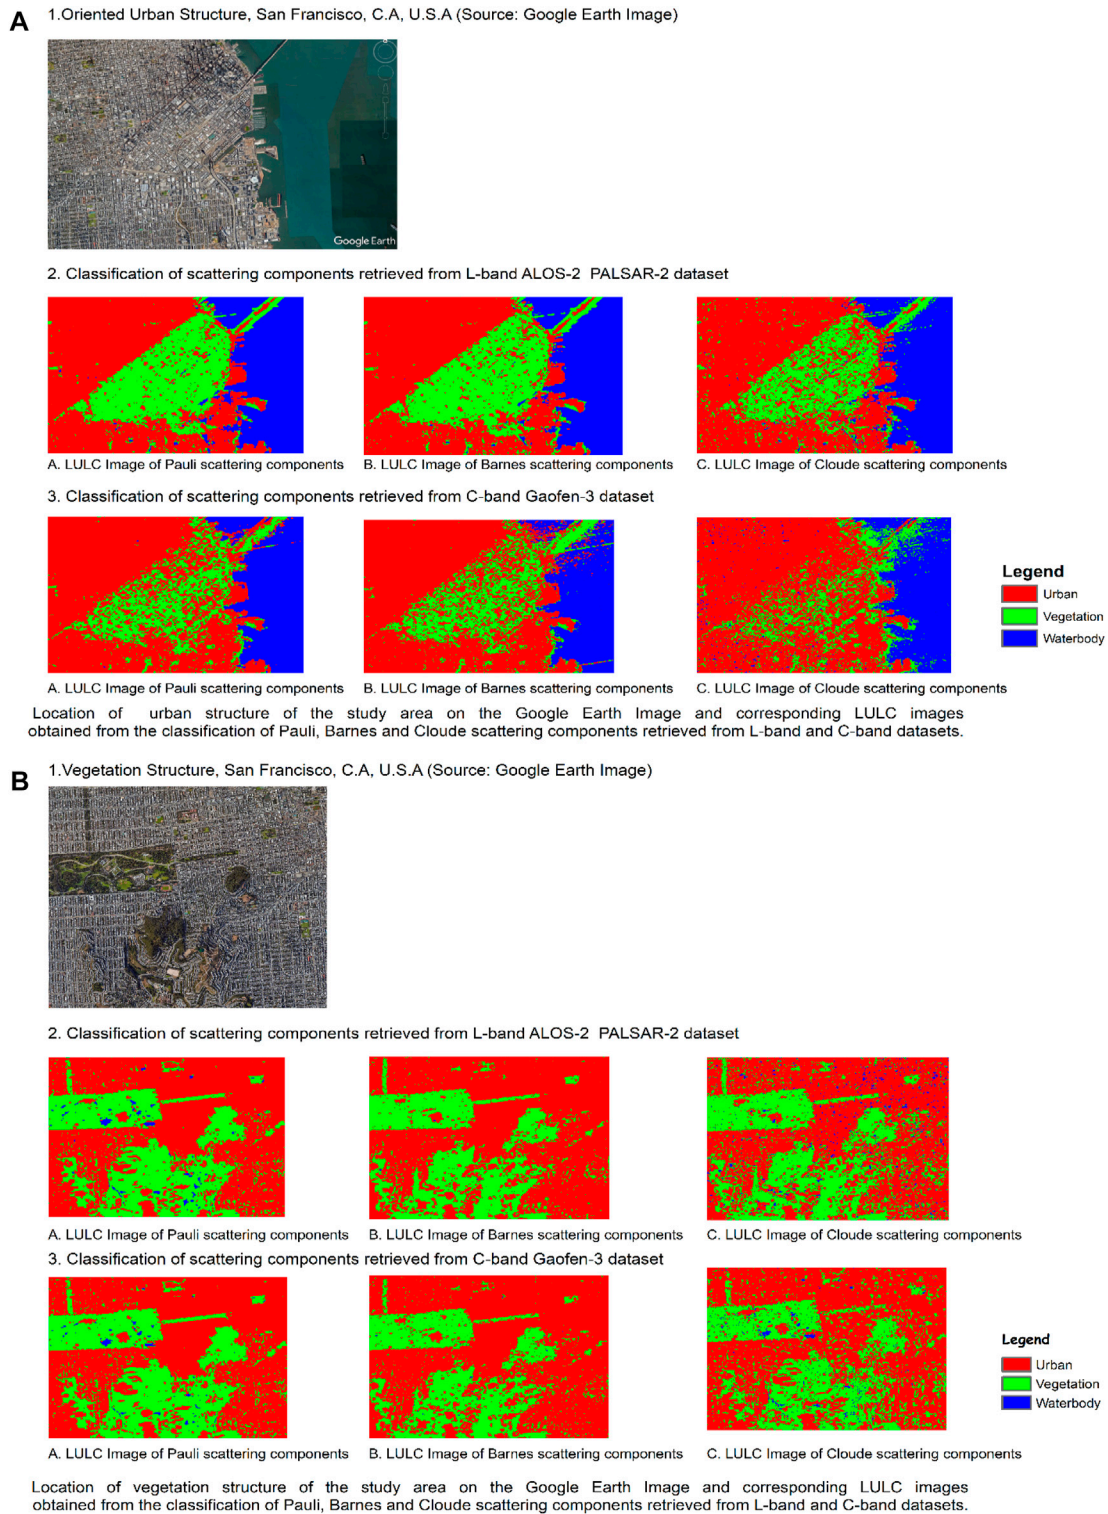 A
1.Oriented Urban Structure, San Francisco, C.A, U.S.A (Source: Google Earth Image)
Google Earth
2. Classification of scattering components retrieved from L-band ALOS-2 PALSAR-2 dataset
A. LULC Image of Pauli scattering components
B. LULC Image of Barnes scattering components
C. LULC Image of Cloude scattering components
3. Classification of scattering components retrieved from C-band Gaofen-3 dataset
Legend
Urban
Vegetation
Waterbody
A. LULC Image of Pauli scattering components
B. LULC Image of Barnes scattering components
C. LULC Image of Cloude scattering components
Location of urban structure of the study area on the Google Earth Image and corresponding LULC images
obtained from the classification of Pauli, Barnes and Cloude scattering components retrieved from L-band and C-band datasets.
B
1.Vegetation Structure, San Francisco, C.A, U.S.A (Source: Google Earth Image)
2. Classification of scattering components retrieved from L-band ALOS-2 PALSAR-2 dataset
A. LULC Image of Pauli scattering components
B. LULC Image of Barnes scattering components
C. LULC Image of Cloude scattering components
3. Classification of scattering components retrieved from C-band Gaofen-3 dataset
Legend
Urban
Vegetation
Waterbody
A. LULC Image of Pauli scattering components
B. LULC Image of Barnes scattering components
C. LULC Image of Cloude scattering components
Location of vegetation structure of the study area on the Google Earth Image and corresponding LULC images
obtained from the classification of Pauli, Barnes and Cloude scattering components retrieved from L-band and C-band datasets.